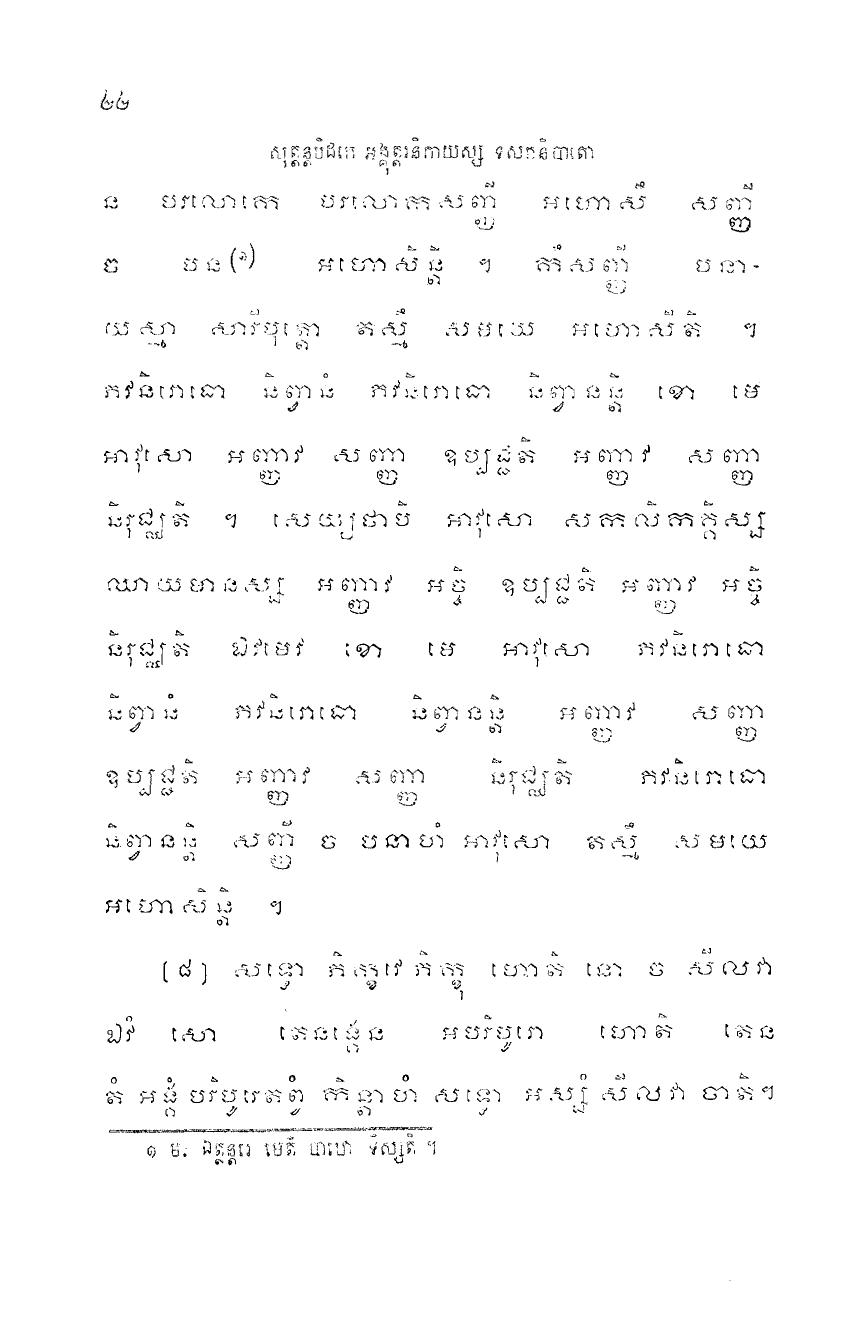 ២២
សុត្តន្តបិដកេ អង្គុត្តរនិកាយស្ស ទសកនិបាតោ
ន បរលោកេ បរលោកសញ្ញី អហោសឹ សញ្ញី
ច បន(១) អហោសិន្តិ ។ កឹសញ្ញី បនា-
យស្មា សារីបុត្តោ តស្មឹ សមយេ អហោសីតិ ។
ភវនិរោធោ និព្វានំ ភវនិរោធោ និព្វានន្តិ ខោ មេ
អាវុសោ អញ្ញាវ សញ្ញា ឧប្បជ្ជតិ អញ្ញាវ សញ្ញា
និរុជ្ឈតិ ។ សេយ្យថាបិ អាវុសោ សកលិកគ្គិស្ស
ឈាយមានស្ស អញ្ញាវ អច្ចិ ឧប្បជ្ជតិ អញ្ញាវ អច្ចិ
និរុជ្ឈតិ ឯវមេវ ខោ មេ អាវុសោ ភវនិរោធោ
និព្វានំ ភវនិរោធោ និព្វានន្តិ អញ្ញាវ សញ្ញា
ឧប្បជ្ជតិ អញ្ញាវ សញ្ញា និរុជ្ឈតិ ភវនិរោធោ
និព្វានន្តិ សញ្ញី ច បនាហំ អាវុសោ តស្មឹ សមយេ
អហោសិន្តិ ។
[៨] សទ្ធោ ភិក្ខវេ ភិក្ខុ ហោតិ នោ ច សីលវា
ឯវំ សោ តេនង្គេន អបរិបូរោ ហោតិ តេន
តំ អង្គំ បរិបូរេតព្វំ កិន្តាហំ សទ្ធោ អស្សំ សីលវា ចាតិ។
១ ម. ឯត្ថន្តរេ មេតិ បាឋោ ទិស្សតិ ។